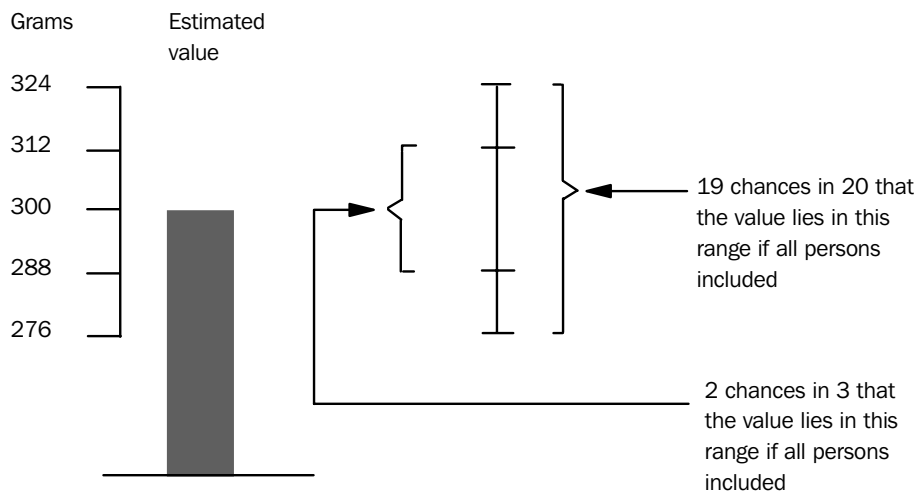 Grams
Estimated
value
324
312
300
288
276
19 chances in 20 that
the value lies in this
range if all persons
included
2 chances in 3 that
the value lies in this
range if all persons
included